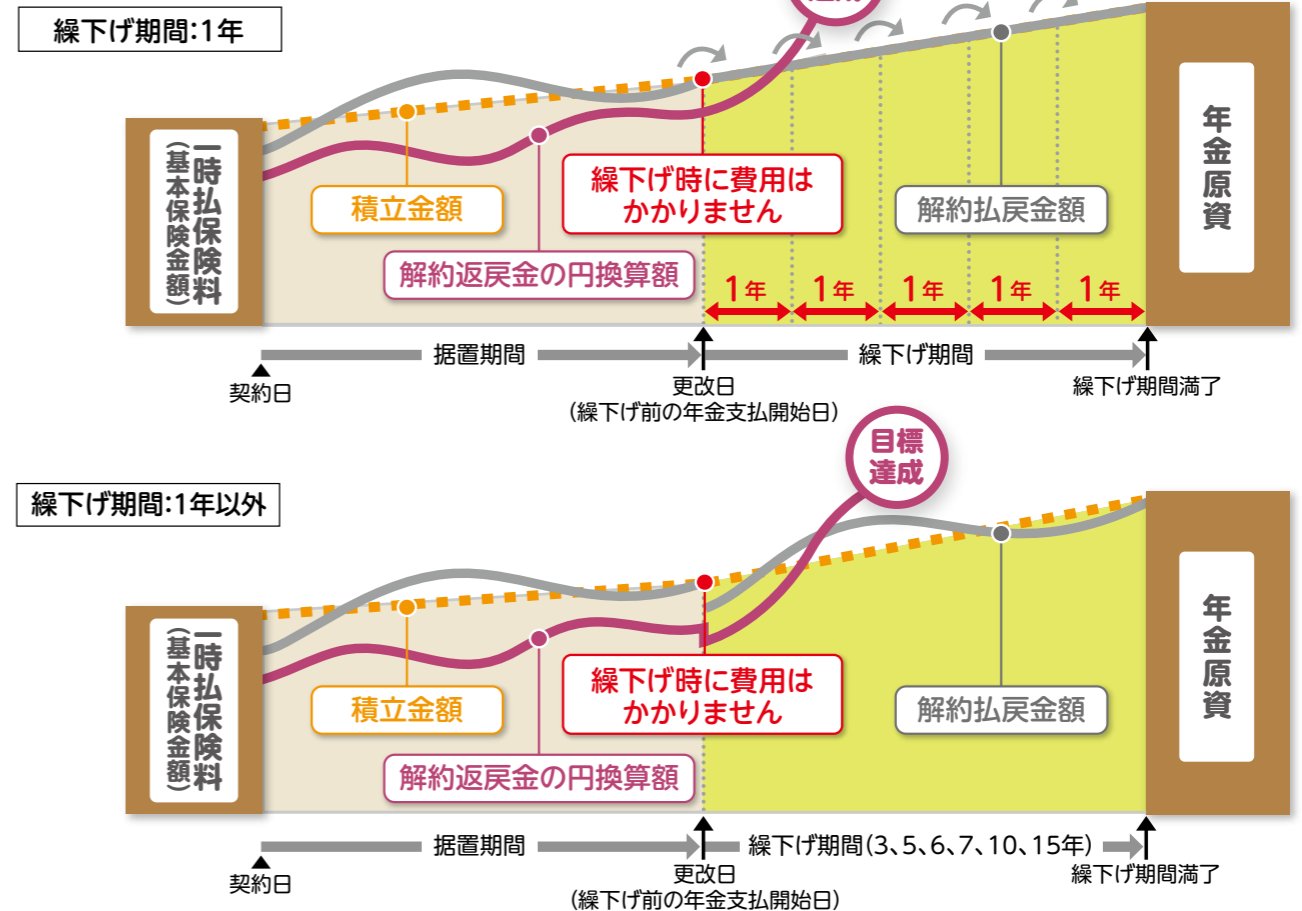 繰下げ期間:1年
一時払保険料
(基本保険金額)
積立金額
解約返戻金の円換算額
繰下げ時に費用は
かかりません
解約払戻金額
年金原資
1年
1年
1年
1年
1年
据置期間
繰下げ期間
契約日
更改日
(繰下げ前の年金支払開始日)
繰下げ期間満了
目標
達成
繰下げ期間:1年以外
一時払保険料
(基本保険金額)
積立金額
解約返戻金の円換算額
繰下げ時に費用は
かかりません
解約払戻金額
年金原資
据置期間
繰下げ期間(3、5、6、7、10、15年)
契約日
更改日
(繰下げ前の年金支払開始日)
繰下げ期間満了